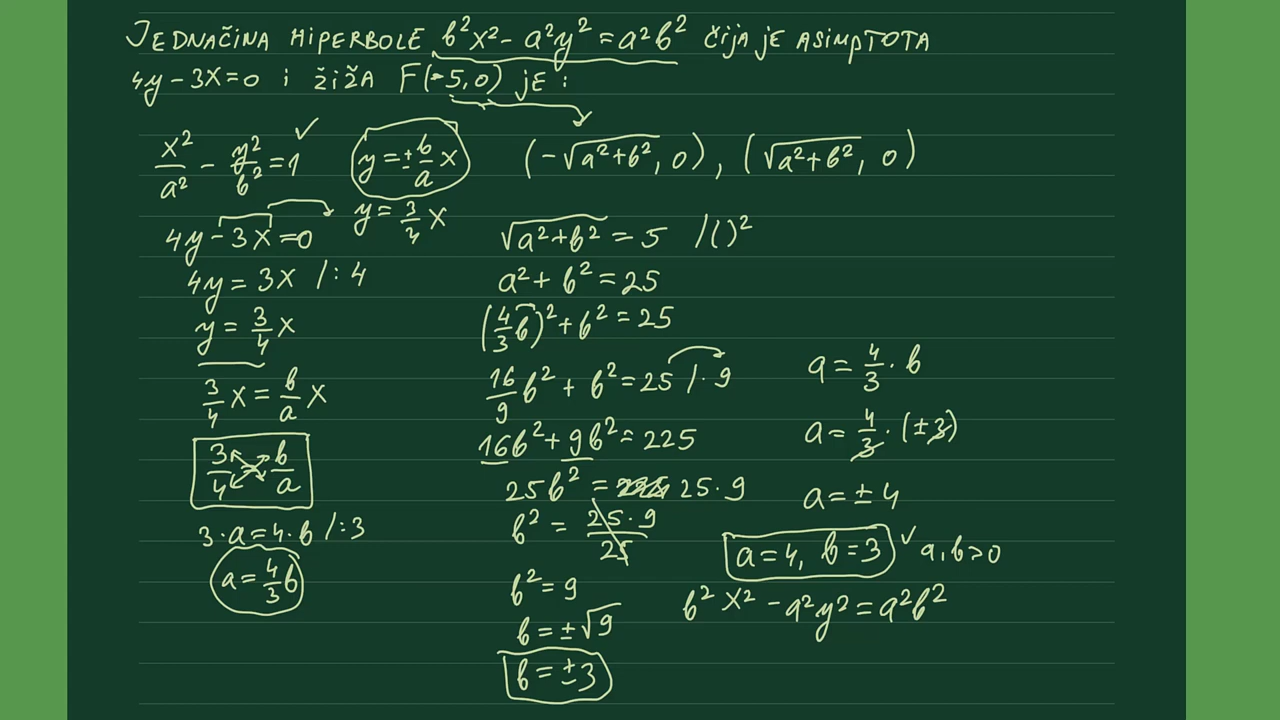 JEDNAČINA HIPERBOLE b²x² - a²y² = a²b² ČIJA JE ASIMPTOTA
4y - 3x = 0 i ŽIŽA F(-5,0) JE:
x²/a² - y²/b² = 1 ✓
y = ± b/a x
y = 3/4 x
4y - 3x = 0
4y = 3x /:4
y = 3/4 x
3/4 x = b/a x
3/4 = b/a
3·a = 4·b /:3
a = 4/3 b
(-√(a²+b²), 0), (√(a²+b²), 0)
√(a²+b²) = 5 /()²
a² + b² = 25
(4/3 b)² + b² = 25
16/9 b² + b² = 25 /·9
16b² + 9b² = 225
25b² = 25·9
b² = 25·9/25
b² = 9
b = ±√9
b = ±3
a = 4/3 · b
a = 4/3 · (±3)
a = ±4
a = 4, b = 3 ✓ a,b > 0
b²x² - a²y² = a²b²